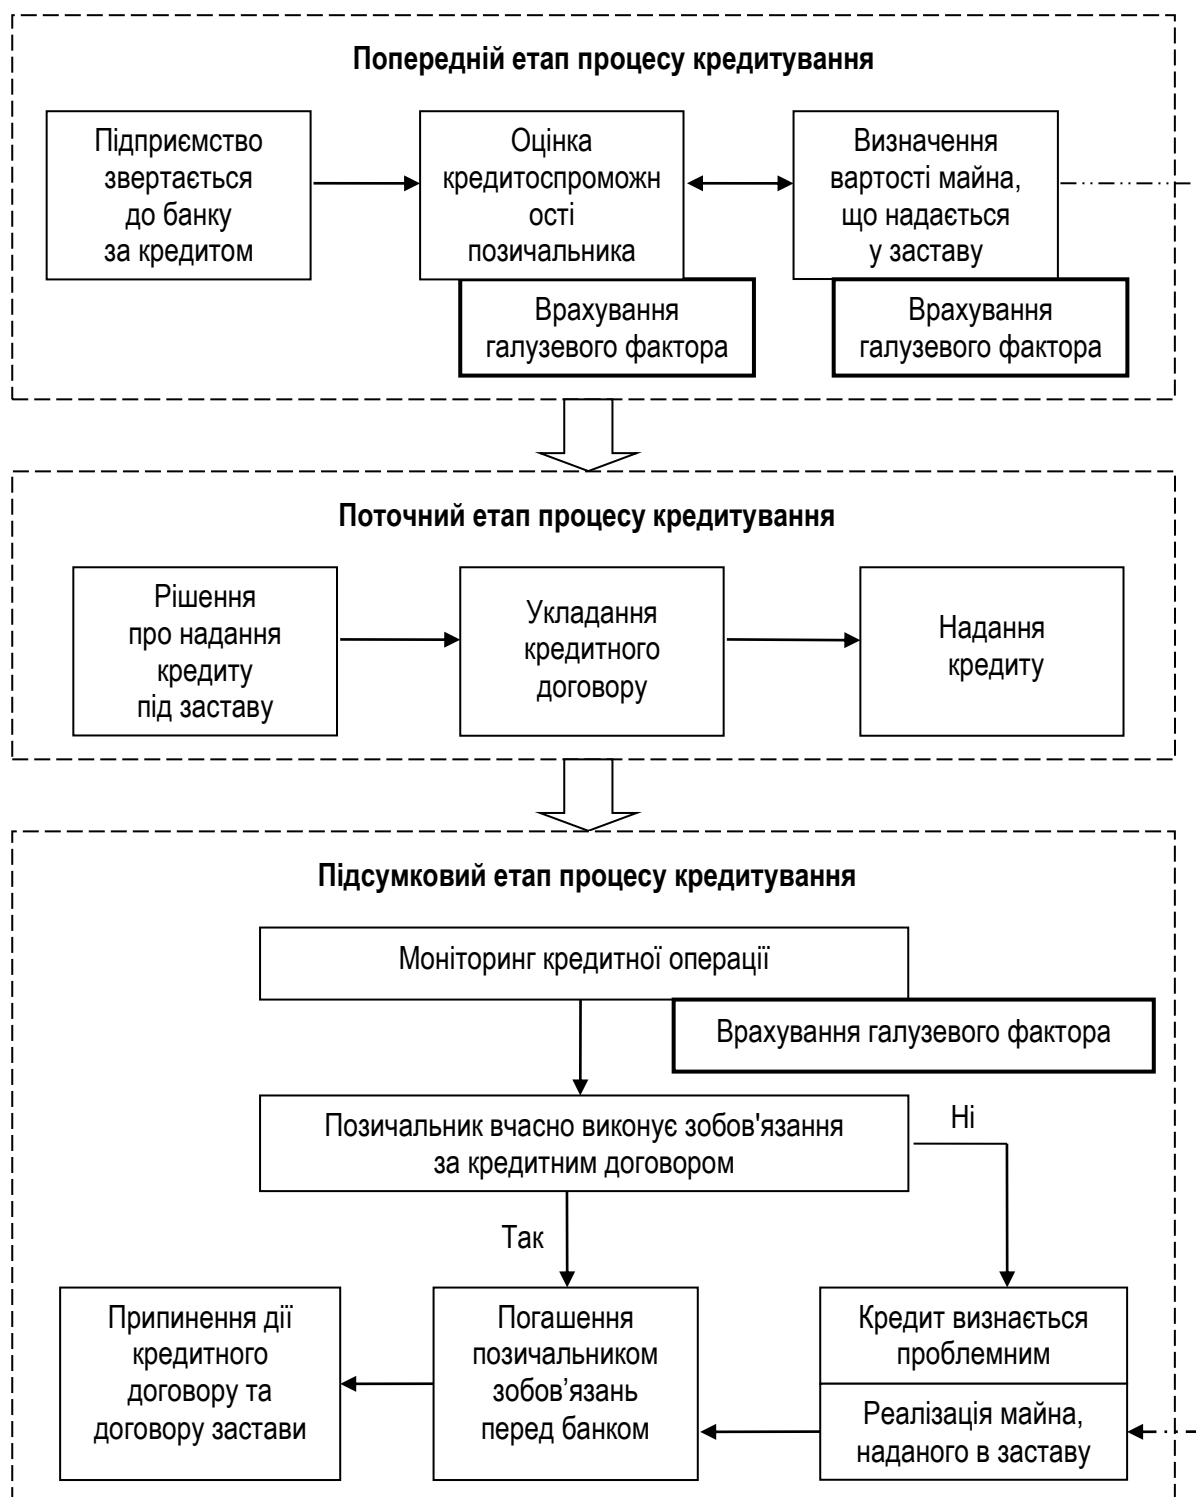 Попередній етап процесу кредитування
Підприємство
звертається
до банку
за кредитом
Оцінка
кредитоспроможн
ості
позичальника
Визначення
вартості майна,
що надається
у заставу
Врахування
галузевого фактора
Врахування
галузевого фактора
Поточний етап процесу кредитування
Рішення
про надання
кредиту
під заставу
Укладання
кредитного
договору
Надання
кредиту
Підсумковий етап процесу кредитування
Моніторинг кредитної операції
Врахування галузевого фактора
Позичальник вчасно виконує зобов'язання
за кредитним договором
Ні
Так
Припинення дії
кредитного
договору та
договору застави
Погашення
позичальником
зобов’язань
перед банком
Кредит визнається
проблемним
Реалізація майна,
наданого в заставу